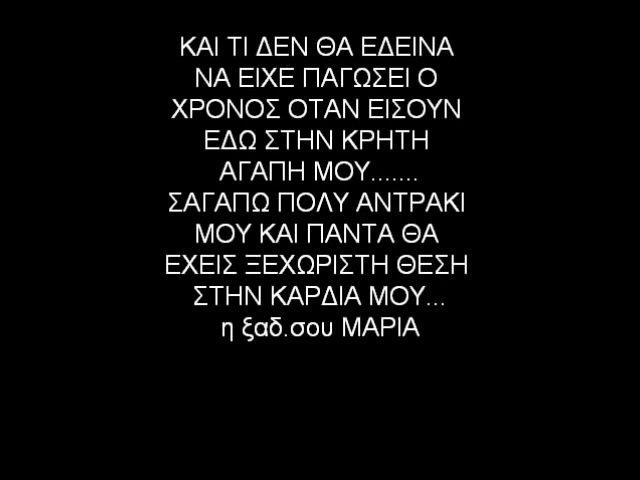 ΚΑΙ ΤΙ ΔΕΝ ΘΑ ΕΔΕΙΝΑ
ΝΑ ΕΙΧΕ ΠΑΓΩΣΕΙ Ο
ΧΡΟΝΟΣ ΟΤΑΝ ΕΙΣΟΥΝ
ΕΔΩ ΣΤΗΝ ΚΡΗΤΗ
ΑΓΑΠΗ ΜΟΥ.......
ΣΑΓΑΠΩ ΠΟΛΥ ΑΝΤΡΑΚΙ
ΜΟΥ ΚΑΙ ΠΑΝΤΑ ΘΑ
ΕΧΕΙΣ ΞΕΧΩΡΙΣΤΗ ΘΕΣΗ
ΣΤΗΝ ΚΑΡΔΙΑ ΜΟΥ...
η ξαδ.σου ΜΑΡΙΑ